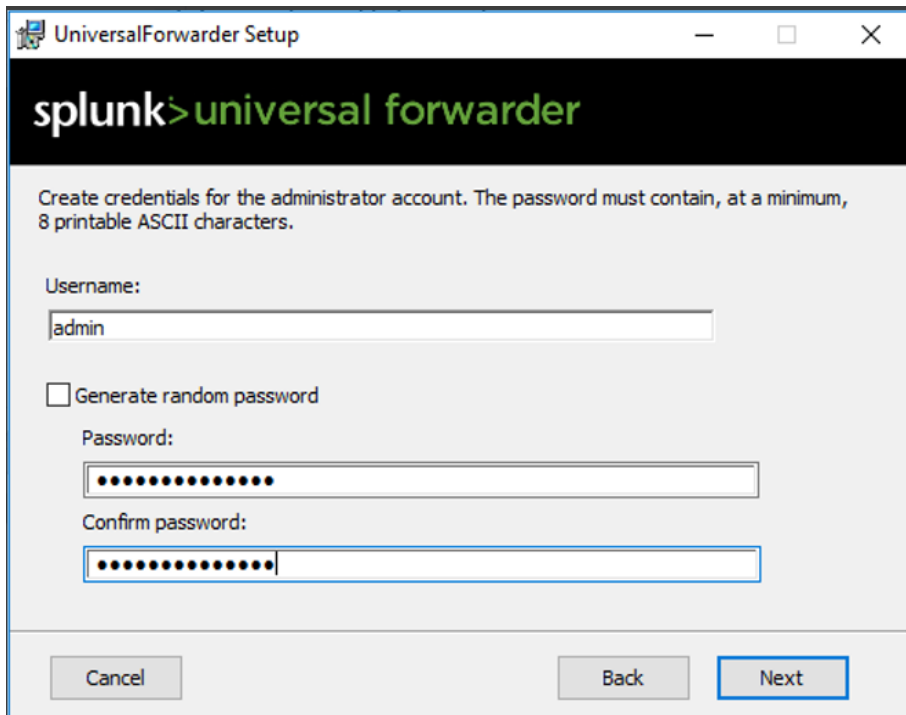 UniversalForwarder Setup
splunk>universal forwarder
Create credentials for the administrator account. The password must contain, at a minimum,
8 printable ASCII characters.
Username:
admin
Generate random password
Password:
••••••••••••••
Confirm password:
••••••••••••••
Cancel
Back
Next